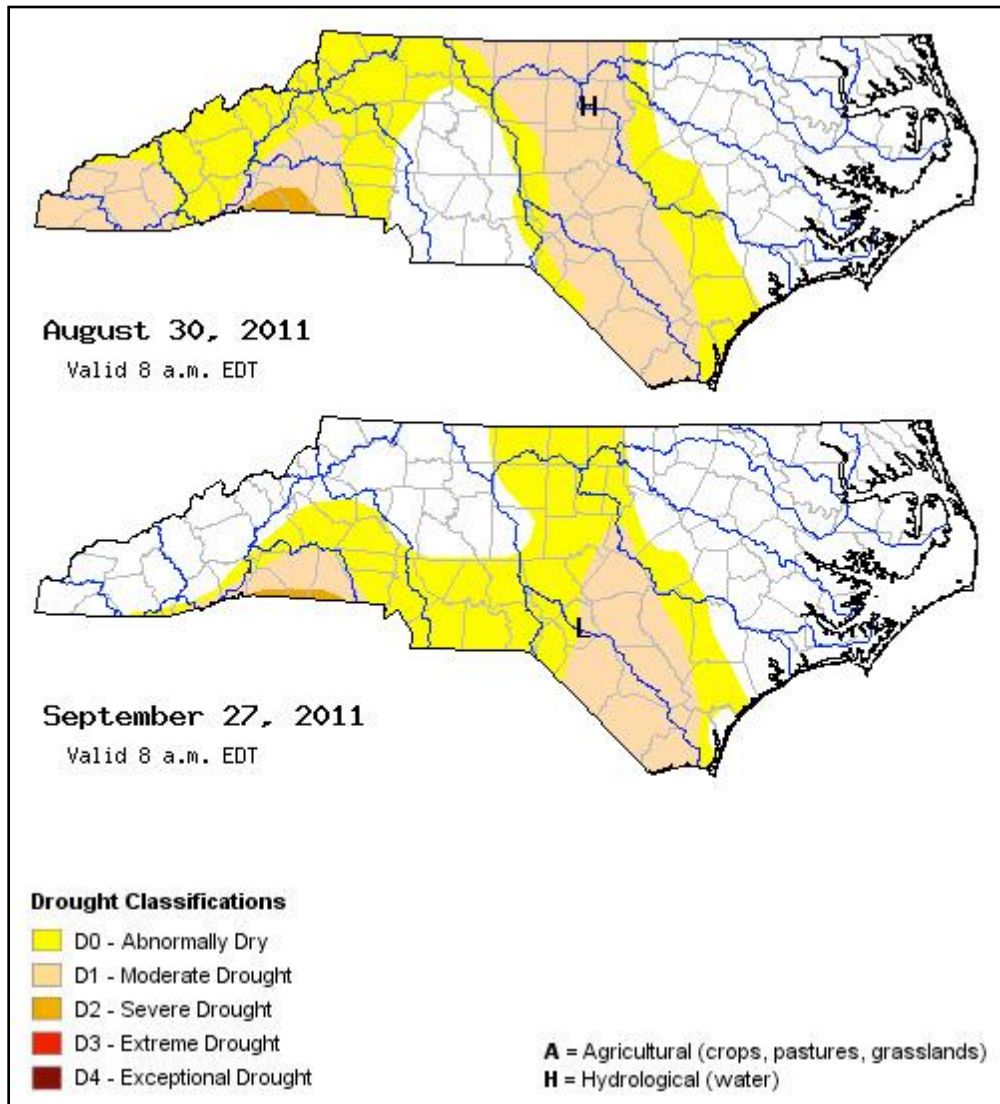 H
August 30, 2011
Valid 8 a.m. EDT
L
September 27, 2011
Valid 8 a.m. EDT
Drought Classifications
D0 - Abnormally Dry
D1 - Moderate Drought
D2 - Severe Drought
D3 - Extreme Drought
D4 - Exceptional Drought
A = Agricultural (crops, pastures, grasslands)
H = Hydrological (water)